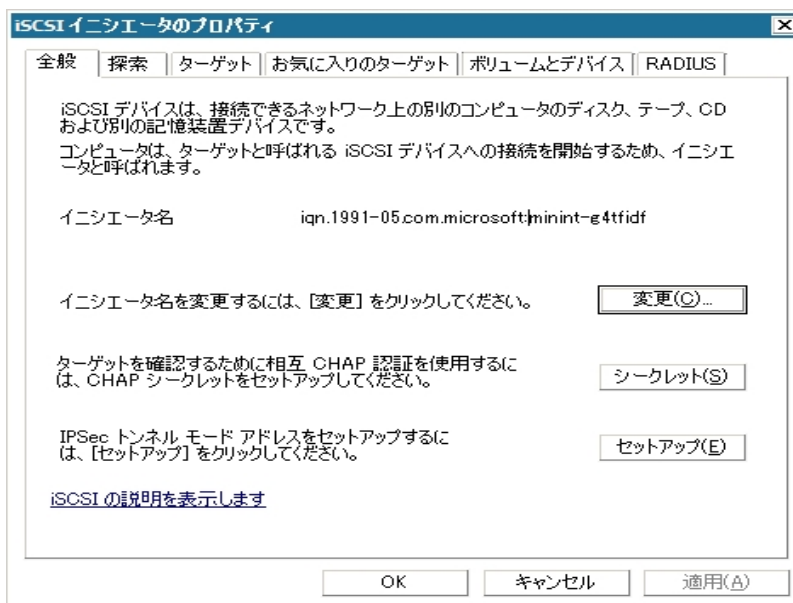 iSCSI イニシエータのプロパティ
全般
探索
ターゲット
お気に入りのターゲット
ボリュームとデバイス
RADIUS
iSCSI デバイスは、接続できるネットワーク上の別のコンピュータのディスク、テープ、CD
および別の記憶装置デバイスです。
コンピュータは、ターゲットと呼ばれる iSCSI デバイスへの接続を開始するため、イニシエ
ータと呼ばれます。
イニシエータ名
iqn.1991-05.com.microsoft:minint-g4tfidf
イニシエータ名を変更するには、[変更] をクリックしてください。
変更(C)...
ターゲットを確認するために相互 CHAP 認証を使用するに
は、CHAP シークレットをセットアップしてください。
シークレット(S)
IPSec トンネル モード アドレスをセットアップするに
は、[セットアップ] をクリックしてください。
セットアップ(E)
iSCSI の説明を表示します
OK
キャンセル
適用(A)